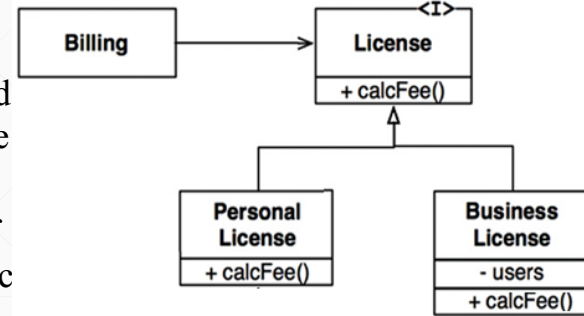 <I>
Billing
License
+ calcFee()
d
e
.
c
Personal
License
+ calcFee()
Business
License
- users
+ calcFee()